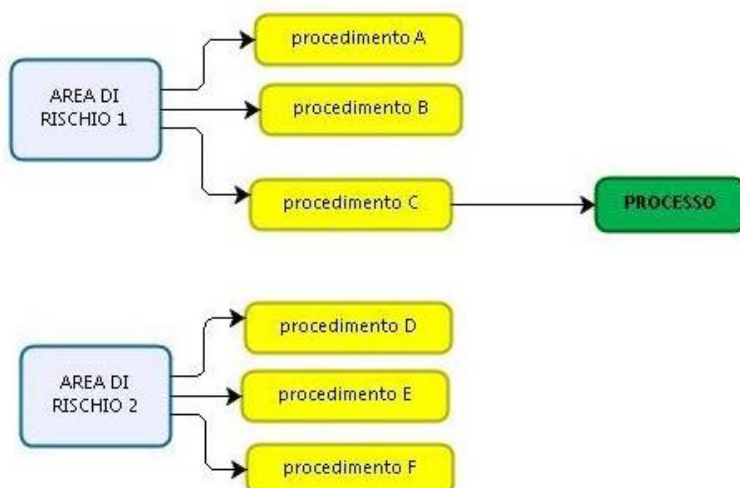 procedimento A
AREA DI
RISCHIO 1
procedimento B
procedimento C
PROCESSO
procedimento D
AREA DI
RISCHIO 2
procedimento E
procedimento F